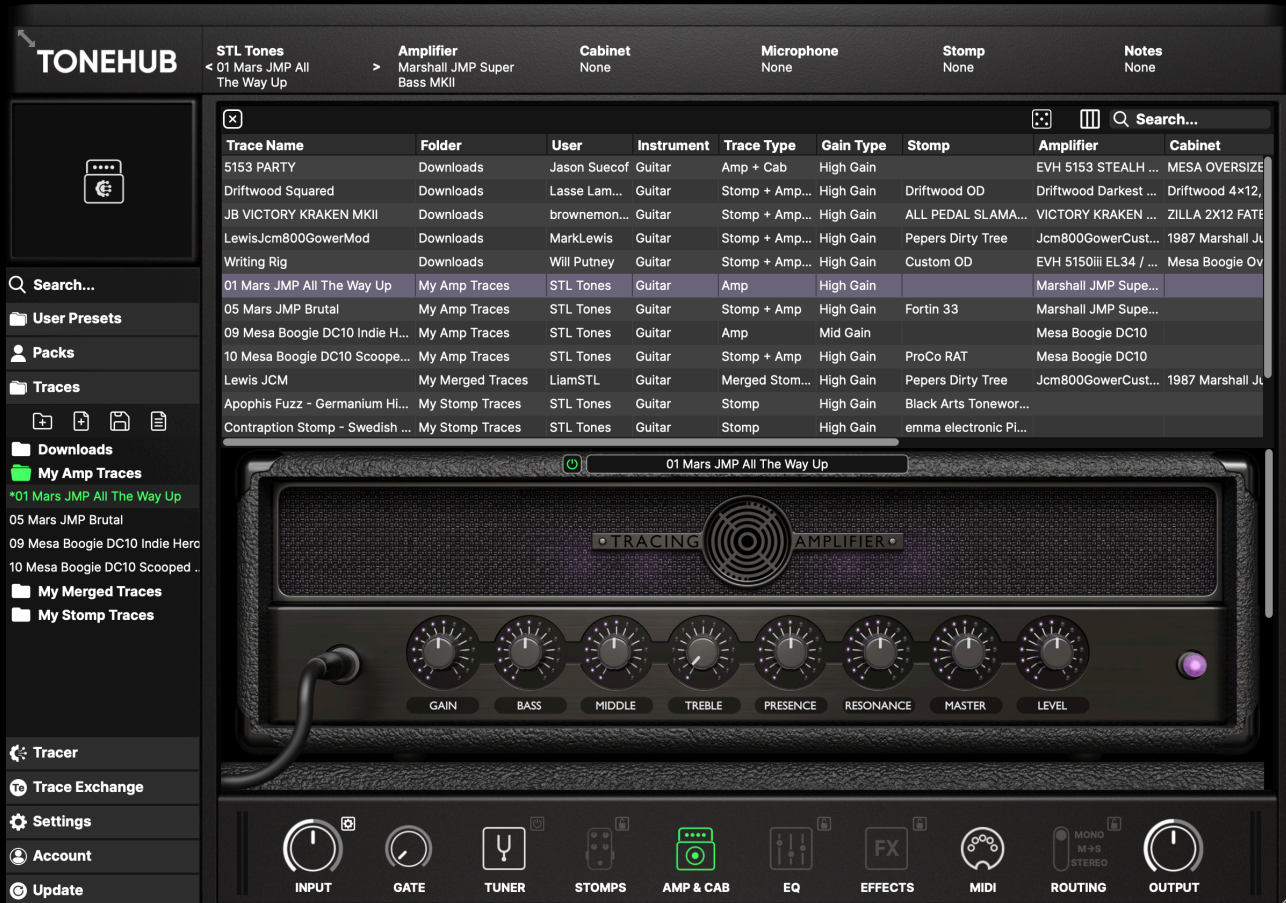 TONEHUB
STL Tones
< 01 Mars JMP All >
The Way Up
Amplifier
Marshall JMP Super
Bass MKII
Cabinet
None
Microphone
None
Stomp
None
Notes
None
Search...
User Presets
Packs
Traces
Downloads
My Amp Traces
*01 Mars JMP All The Way Up
05 Mars JMP Brutal
09 Mesa Boogie DC10 Indie Herc
10 Mesa Boogie DC10 Scooped ..
My Merged Traces
My Stomp Traces
Tracer
Te Trace Exchange
Settings
Account
Update
Search...
Trace Name Folder User Instrument Trace Type Gain Type Stomp Amplifier Cabinet
5153 PARTY Downloads Jason Suecof Guitar Amp + Cab High Gain EVH 5153 STEALH ... MESA OVERSIZE
Driftwood Squared Downloads Lasse Lam... Guitar Stomp + Amp... High Gain Driftwood OD Driftwood Darkest ... Driftwood 4×12,
JB VICTORY KRAKEN MKII Downloads brownemon... Guitar Stomp + Amp... High Gain ALL PEDAL SLAMA... VICTORY KRAKEN ... ZILLA 2X12 FATE
LewisJcm800GowerMod Downloads MarkLewis Guitar Stomp + Amp... High Gain Pepers Dirty Tree Jcm800GowerCust... 1987 Marshall Ju
Writing Rig Downloads Will Putney Guitar Stomp + Amp... High Gain Custom OD EVH 5150iii EL34 / ... Mesa Boogie Ov
01 Mars JMP All The Way Up My Amp Traces STL Tones Guitar Amp High Gain Marshall JMP Supe...
05 Mars JMP Brutal My Amp Traces STL Tones Guitar Stomp + Amp High Gain Fortin 33 Marshall JMP Supe...
09 Mesa Boogie DC10 Indie H... My Amp Traces STL Tones Guitar Amp Mid Gain Mesa Boogie DC10
10 Mesa Boogie DC10 Scoope... My Amp Traces STL Tones Guitar Stomp + Amp High Gain ProCo RAT Mesa Boogie DC10
Lewis JCM My Merged Traces LiamSTL Guitar Merged Stom... High Gain Pepers Dirty Tree Jcm800GowerCust... 1987 Marshall Ju
Apophis Fuzz - Germanium Hi... My Stomp Traces STL Tones Guitar Stomp High Gain Black Arts Tonewor...
Contraption Stomp - Swedish ... My Stomp Traces STL Tones Guitar Stomp High Gain emma electronic Pi...
01 Mars JMP All The Way Up
TRACING AMPLIFIER
GAIN BASS MIDDLE TREBLE PRESENCE RESONANCE MASTER LEVEL
FX
MONO
M→S
STEREO
INPUT GATE TUNER STOMPS AMP & CAB EQ EFFECTS MIDI ROUTING OUTPUT